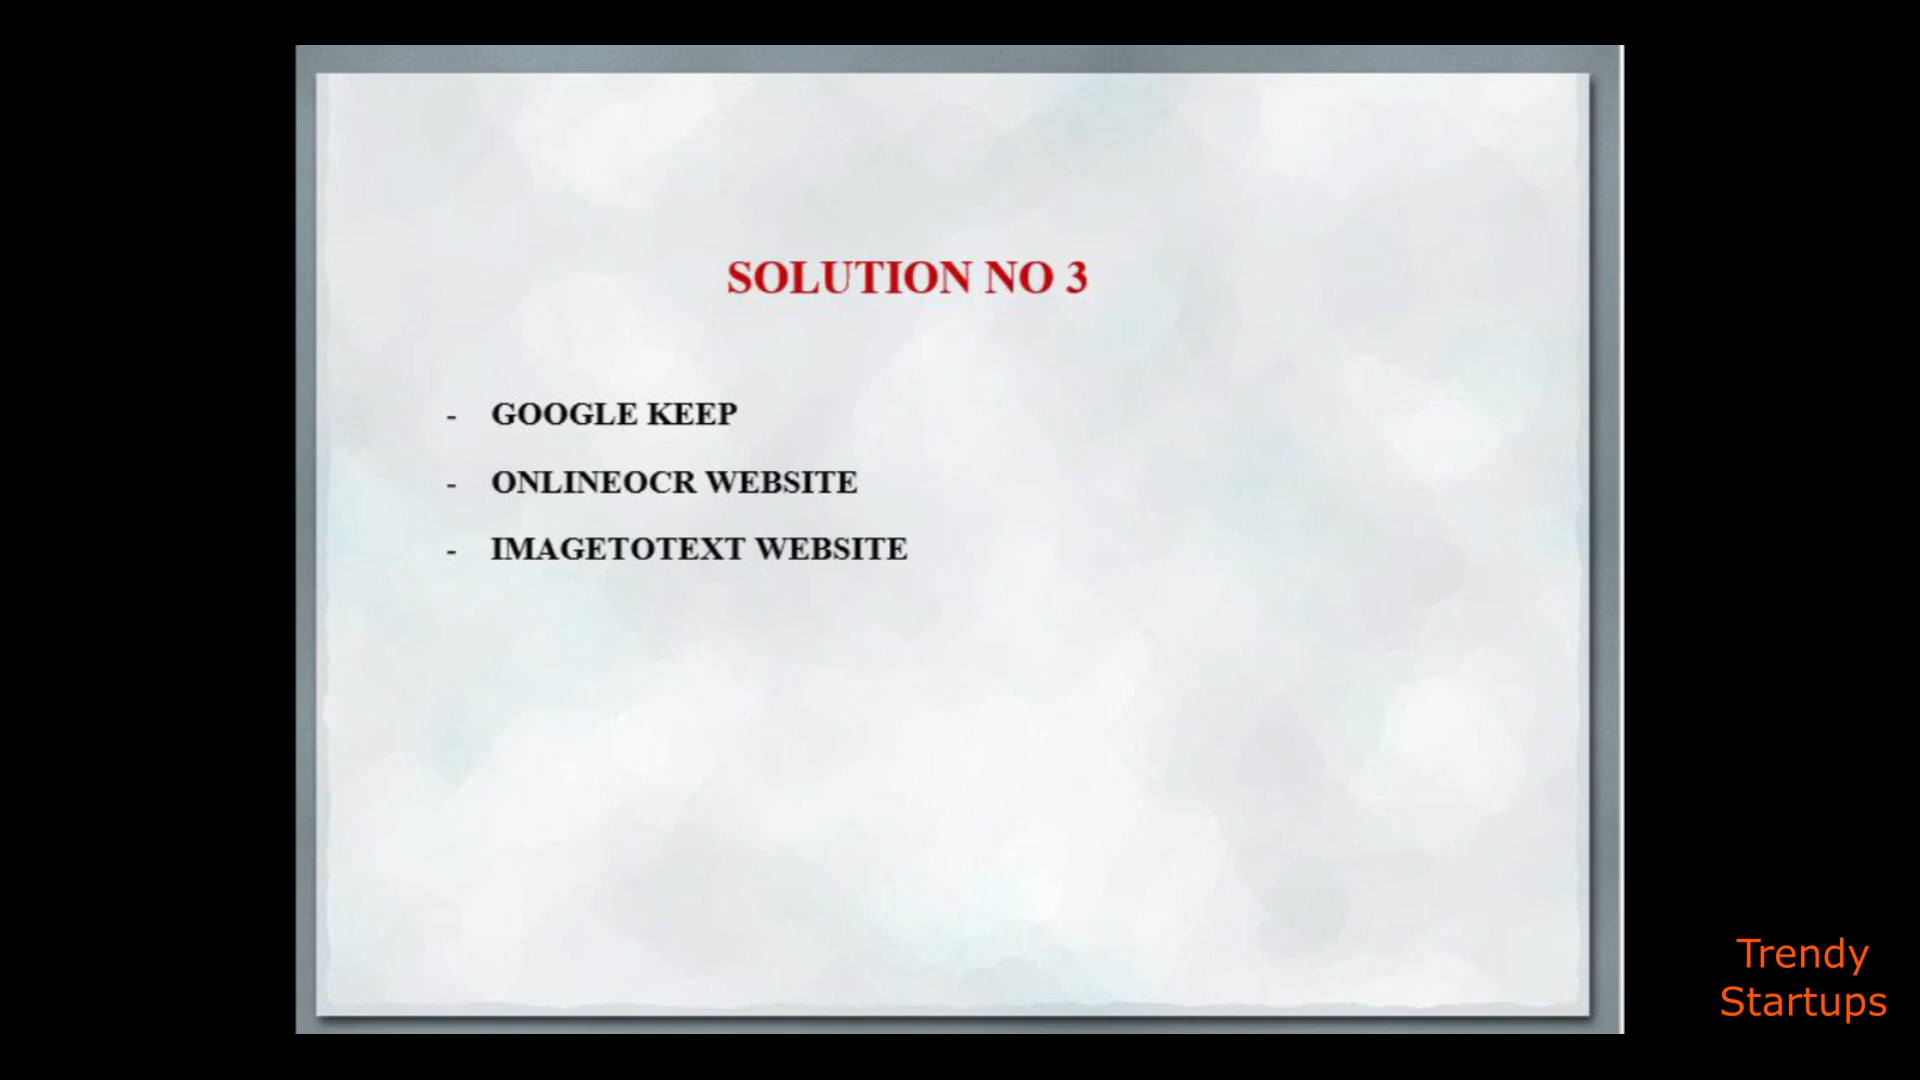 SOLUTION NO 3
- GOOGLE KEEP
- ONLINEOCR WEBSITE
- IMAGETOTEXT WEBSITE
Trendy
Startups